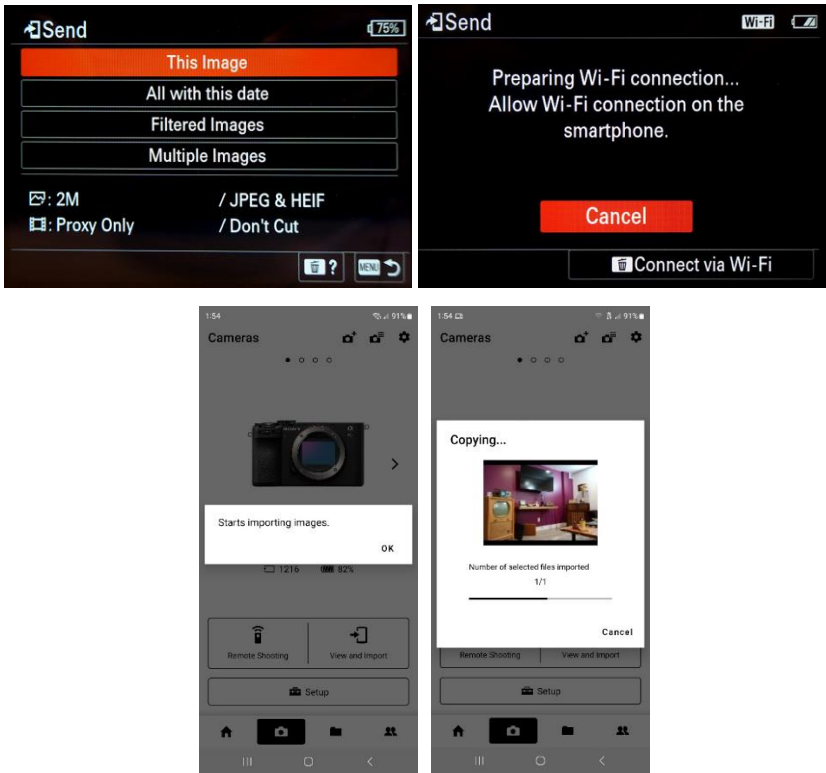 Send
75%
This Image
All with this date
Filtered Images
Multiple Images
: 2M / JPEG & HEIF
: Proxy Only / Don't Cut
?
MENU
Send
Wi-Fi
Preparing Wi-Fi connection...
Allow Wi-Fi connection on the
smartphone.
Cancel
Connect via Wi-Fi
1:54
91%
Cameras
SONY
Starts importing images.
OK
1216 82%
Remote Shooting
View and Import
Setup
1:54
91%
Cameras
Copying...
Number of selected files imported
1/1
Cancel
Remote Shooting
View and Import
Setup